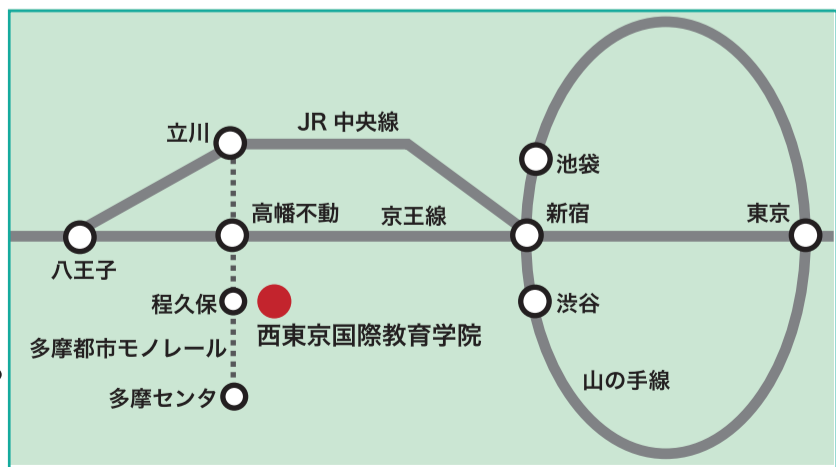 JR 中央線
立川
池袋
高幡不動
京王線
新宿
東京
八王子
程久保
渋谷
西東京国際教育学院
多摩都市モノレール
山の手線
多摩センタ